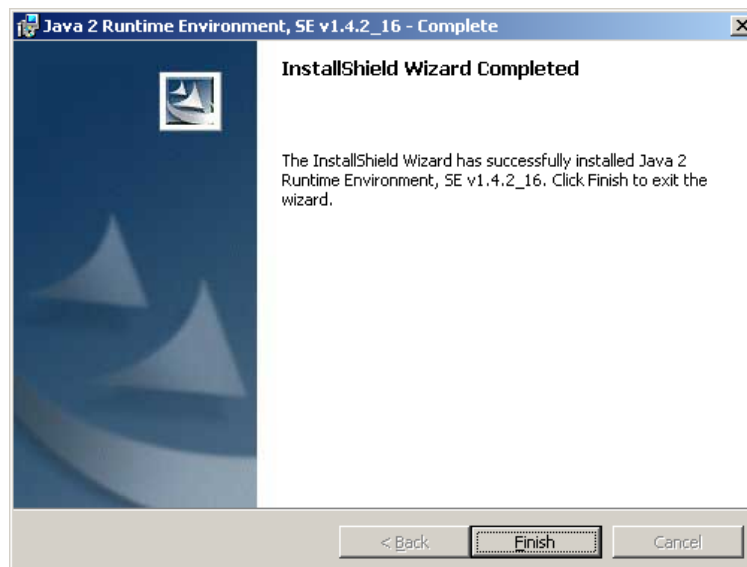 Java 2 Runtime Environment, SE v1.4.2_16 - Complete
InstallShield Wizard Completed
The InstallShield Wizard has successfully installed Java 2
Runtime Environment, SE v1.4.2_16. Click Finish to exit the
wizard.
< Back Finish Cancel